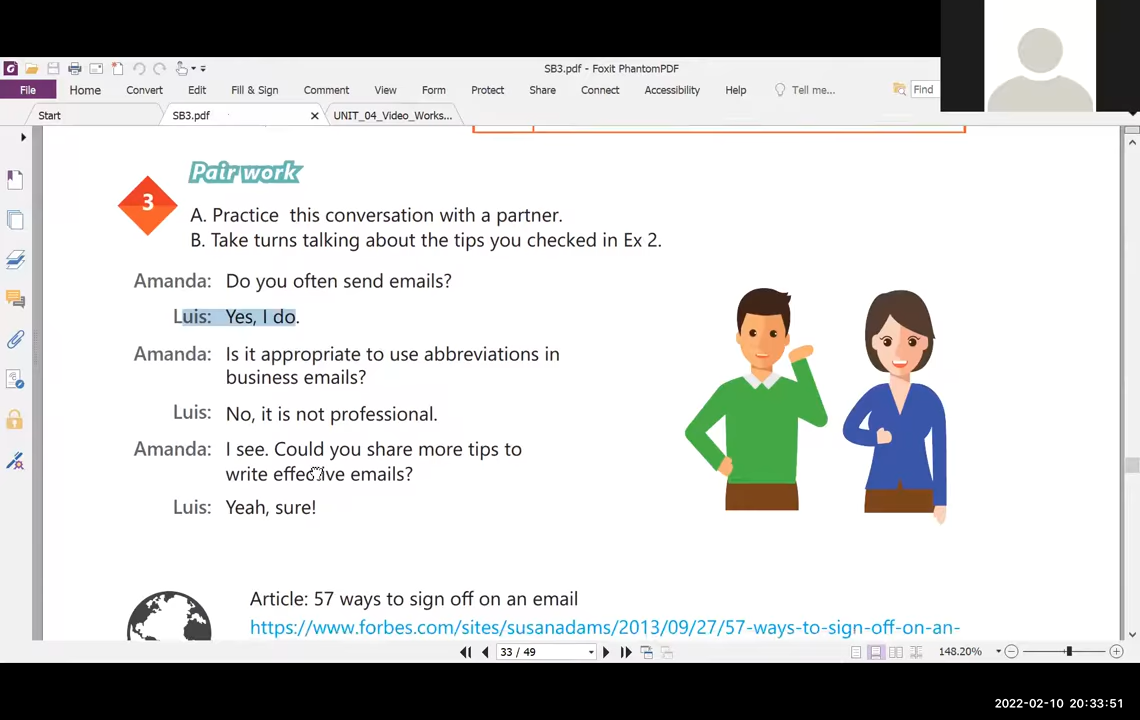 SB3.pdf - Foxit PhantomPDF
File Home Convert Edit Fill & Sign Comment View Form Protect Share Connect Accessibility Help Tell me... Find
Start SB3.pdf UNIT_04_Video_Works...
Pair work
3
A. Practice this conversation with a partner.
B. Take turns talking about the tips you checked in Ex 2.
Amanda: Do you often send emails?
Luis: Yes, I do.
Amanda: Is it appropriate to use abbreviations in
business emails?
Luis: No, it is not professional.
Amanda: I see. Could you share more tips to
write effective emails?
Luis: Yeah, sure!
Article: 57 ways to sign off on an email
https://www.forbes.com/sites/susanadams/2013/09/27/57-ways-to-sign-off-on-an-
33 / 49 148.20%
2022-02-10 20:33:51